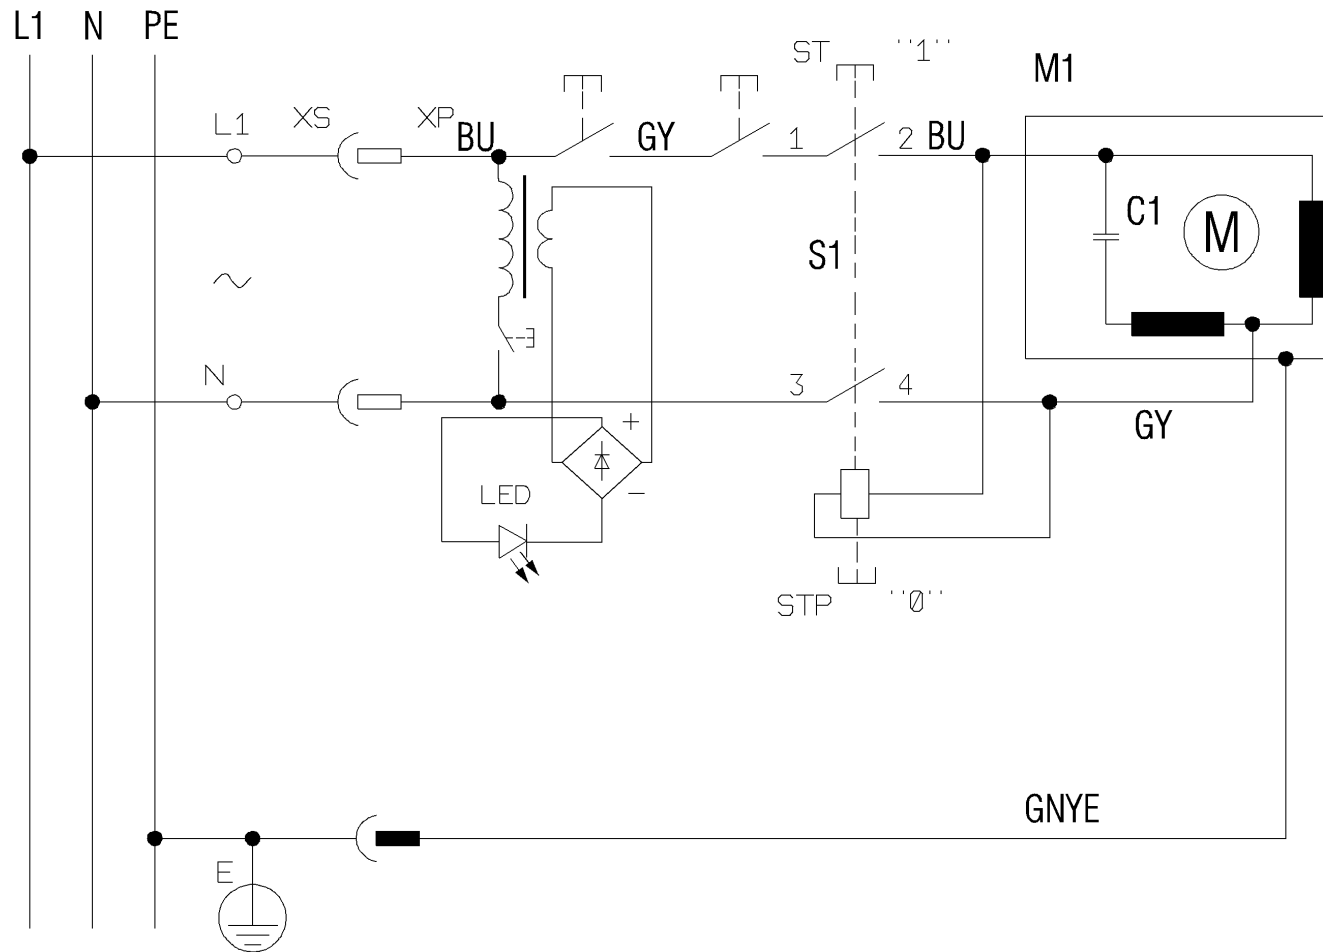 L1 N PE
ST "1"
M1
L1 XS XP BU GY 1 2 BU
C1
M
S1
N 3 4
GY
+
-
LED
STP "0"
GNYE
E